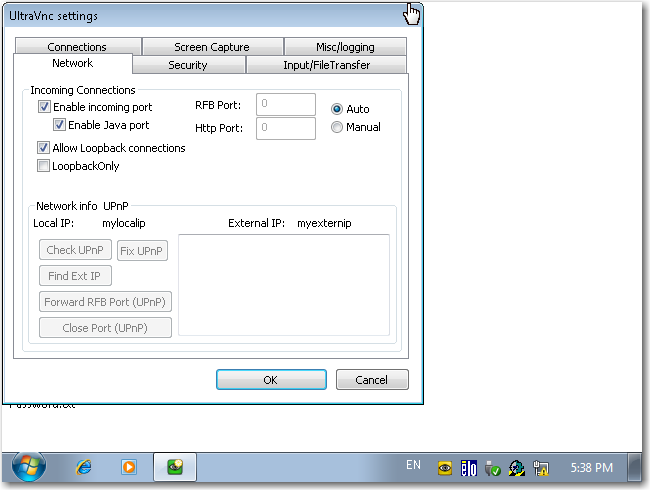 UltraVnc settings
Connections Screen Capture Misc/logging
Network Security Input/FileTransfer
Incoming Connections
Enable incoming port RFB Port: 0 Auto
Enable Java port Http Port: 0 Manual
Allow Loopback connections
LoopbackOnly
Network info UPnP
Local IP: mylocalip External IP: myexternip
Check UPnP Fix UPnP
Find Ext IP
Forward RFB Port (UPnP)
Close Port (UPnP)
OK Cancel
EN 5:38 PM